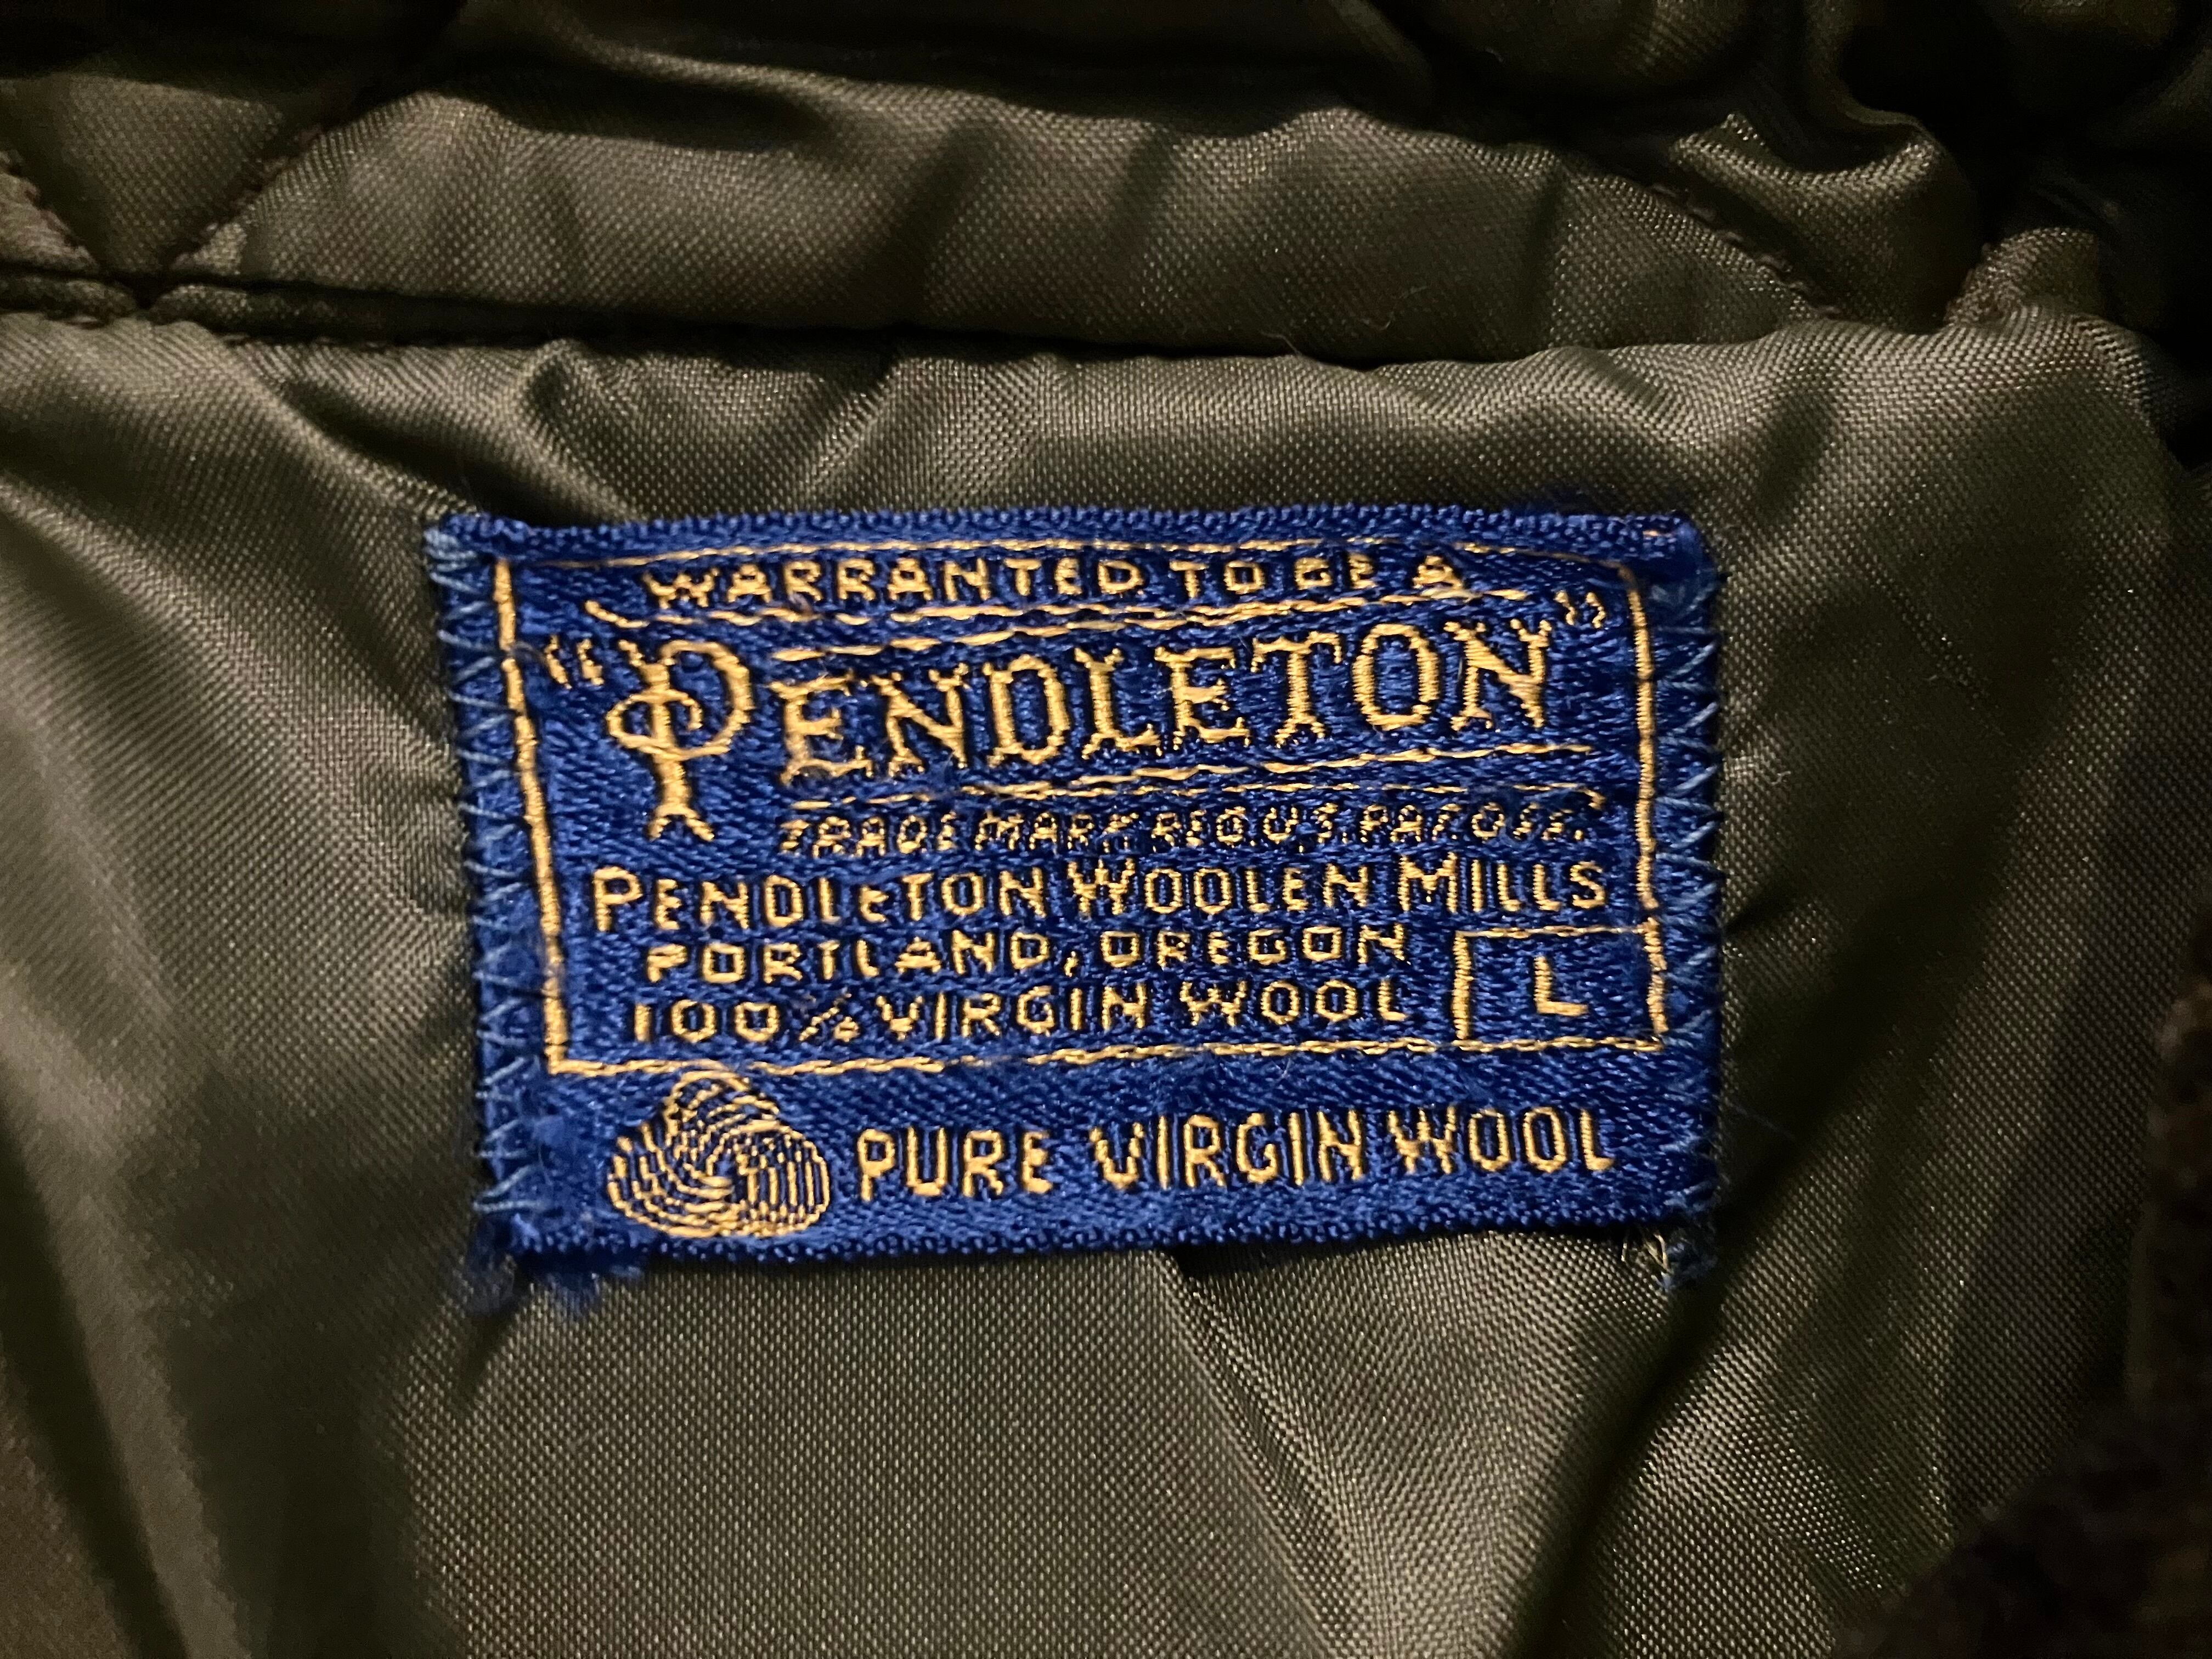 WARRANTED TO BE A
"PENDLETON"
TRADE MARK REG. U.S. PAT. OFF.
PENDLETON WOOLEN MILLS
PORTLAND, OREGON
100% VIRGIN WOOL
L
PURE VIRGIN WOOL